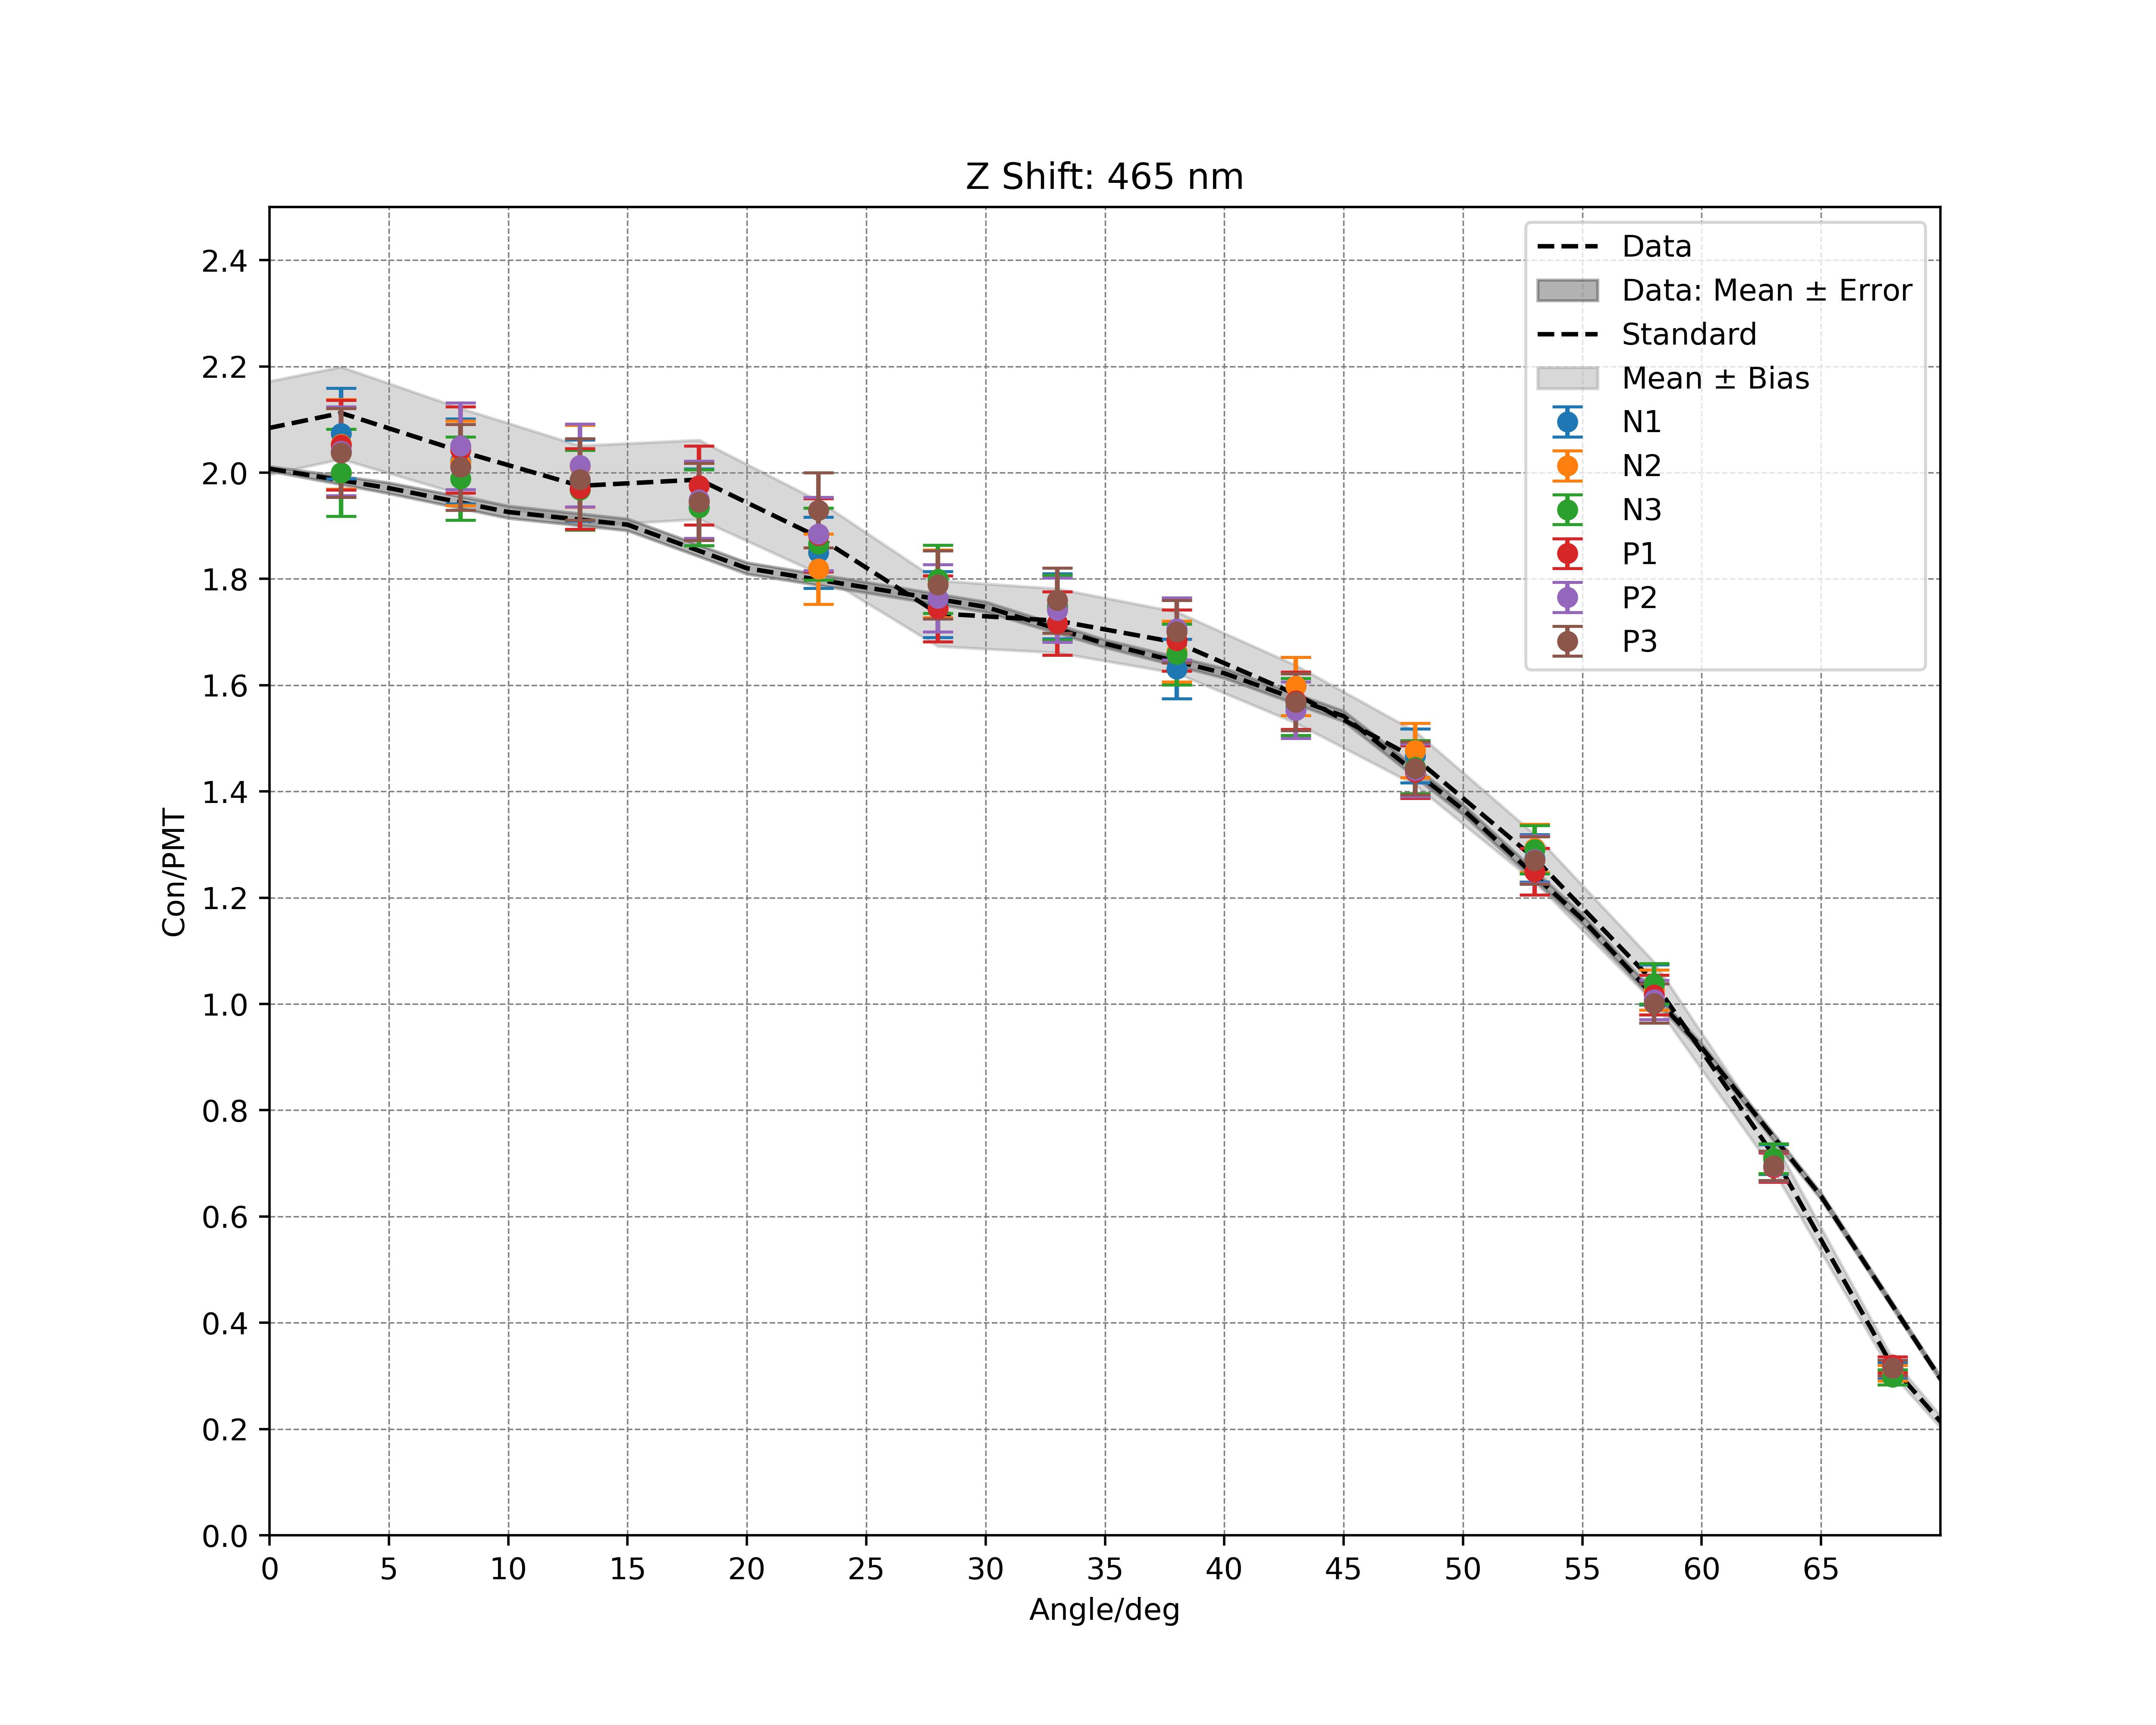 Z Shift: 465 nm
Con/PMT
2.4
2.2
2.0
1.8
1.6
1.4
1.2
1.0
0.8
0.6
0.4
0.2
0.0
0 5 10 15 20 25 30 35 40 45 50 55 60 65
Angle/deg
Data
Data: Mean ± Error
Standard
Mean ± Bias
N1
N2
N3
P1
P2
P3